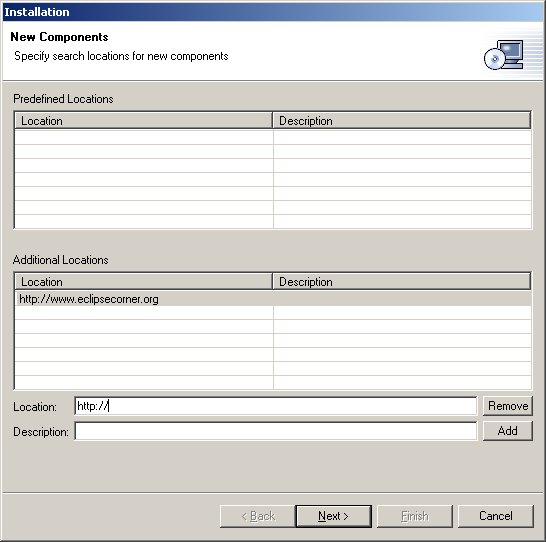 Installation
New Components
Specify search locations for new components
Predefined Locations
Location Description
Additional Locations
Location Description
http://www.eclipsecorner.org
Location: http:// Remove
Description: Add
< Back Next > Finish Cancel